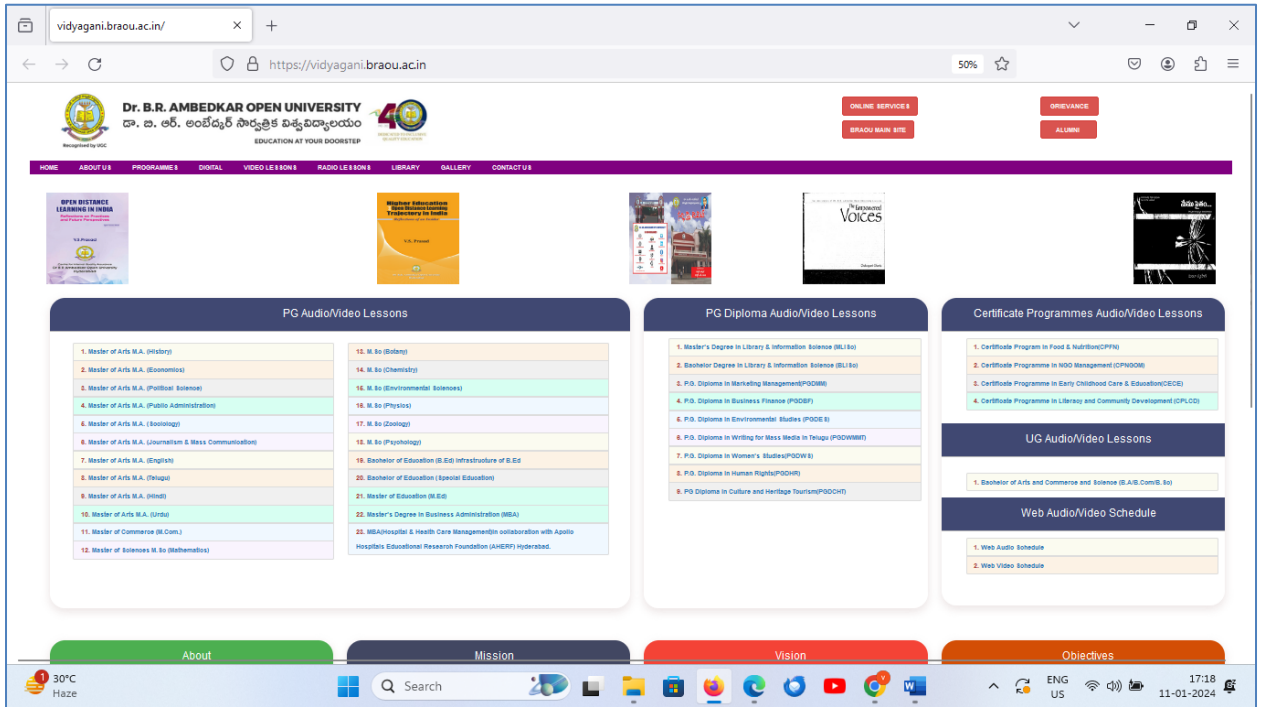 vidyagani.braou.ac.in/
https://vidyagani.braou.ac.in
50%
Dr. B.R. AMBEDKAR OPEN UNIVERSITY
డా. బి. ఆర్. అంబేద్కర్ సార్వత్రిక విశ్వవిద్యాలయం
EDUCATION AT YOUR DOORSTEP
Recognised by UGC
ONLINE SERVICES
BRAOU MAIN SITE
GRIEVANCE
ALUMNI
HOME ABOUT US PROGRAMMES DIGITAL VIDEO LESSONS RADIO LESSONS LIBRARY GALLERY CONTACT US
OPEN DISTANCE
LEARNING IN INDIA
V.S. Prasad
Higher Education
Open Distance Learning
Trajectory in India
V.S. Prasad
The Empowered
Voices
PG Audio/Video Lessons
1. Master of Arts M.A. (History)
2. Master of Arts M.A. (Economics)
3. Master of Arts M.A. (Political Science)
4. Master of Arts M.A. (Public Administration)
5. Master of Arts M.A. (Sociology)
6. Master of Arts M.A. (Journalism & Mass Communication)
7. Master of Arts M.A. (English)
8. Master of Arts M.A. (Telugu)
9. Master of Arts M.A. (Hindi)
10. Master of Arts M.A. (Urdu)
11. Master of Commerce (M.Com.)
12. Master of Sciences M.Sc (Mathematics)
13. M.Sc (Botany)
14. M.Sc (Chemistry)
15. M.Sc (Environmental Sciences)
16. M.Sc (Physics)
17. M.Sc (Zoology)
18. M.Sc (Psychology)
19. Bachelor of Education (B.Ed) Infrastructure of B.Ed
20. Bachelor of Education (Special Education)
21. Master of Education (M.Ed)
22. Master's Degree in Business Administration (MBA)
23. MBA(Hospital & Health Care Management)in collaboration with Apollo
Hospitals Educational Research Foundation (AHERF) Hyderabad.
PG Diploma Audio/Video Lessons
1. Master's Degree in Library & Information Science (MLISc)
2. Bachelor Degree in Library & Information Science (BLISc)
3. P.G. Diploma in Marketing Management(PGDMM)
4. P.G. Diploma in Business Finance (PGDBF)
5. P.G. Diploma in Environmental Studies (PGDES)
6. P.G. Diploma in Writing for Mass Media in Telugu (PGDWMMT)
7. P.G. Diploma in Women's Studies(PGDWS)
8. P.G. Diploma in Human Rights(PGDHR)
9. PG Diploma in Culture and Heritage Tourism(PGDCHT)
Certificate Programmes Audio/Video Lessons
1. Certificate Program in Food & Nutrition(CPFN)
2. Certificate Programme in NGO Management (CPNGOM)
3. Certificate Programme in Early Childhood Care & Education(CECE)
4. Certificate Programme in Literacy and Community Development (CPLCD)
UG Audio/Video Lessons
1. Bachelor of Arts and Commerce and Science (B.A/B.Com/B.Sc)
Web Audio/Video Schedule
1. Web Audio Schedule
2. Web Video Schedule
About
Mission
Vision
Objectives
1
30°C
Haze
Search
ENG
US
17:18
11-01-2024